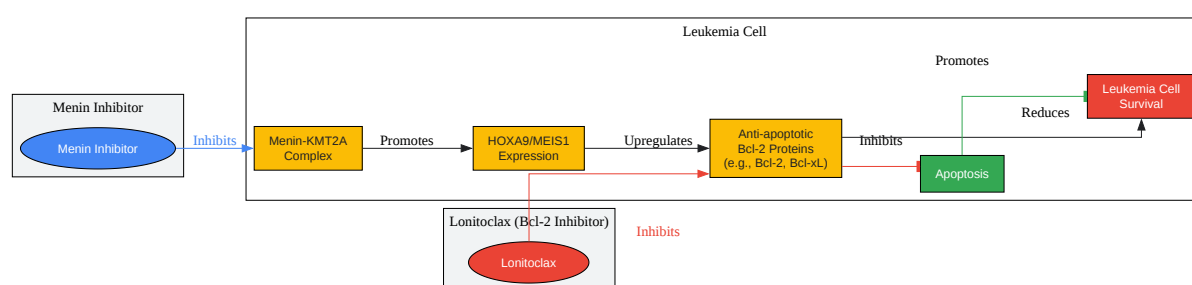 Leukemia Cell
Promotes
Menin Inhibitor
Menin Inhibitor
Inhibits
Menin-KMT2A
Complex
Promotes
HOXA9/MEIS1
Expression
Upregulates
Anti-apoptotic
Bcl-2 Proteins
(e.g., Bcl-2, Bcl-xL)
Inhibits
Reduces
Leukemia Cell
Survival
Apoptosis
Lonitoclax (Bcl-2 Inhibitor)
Inhibits
Lonitoclax